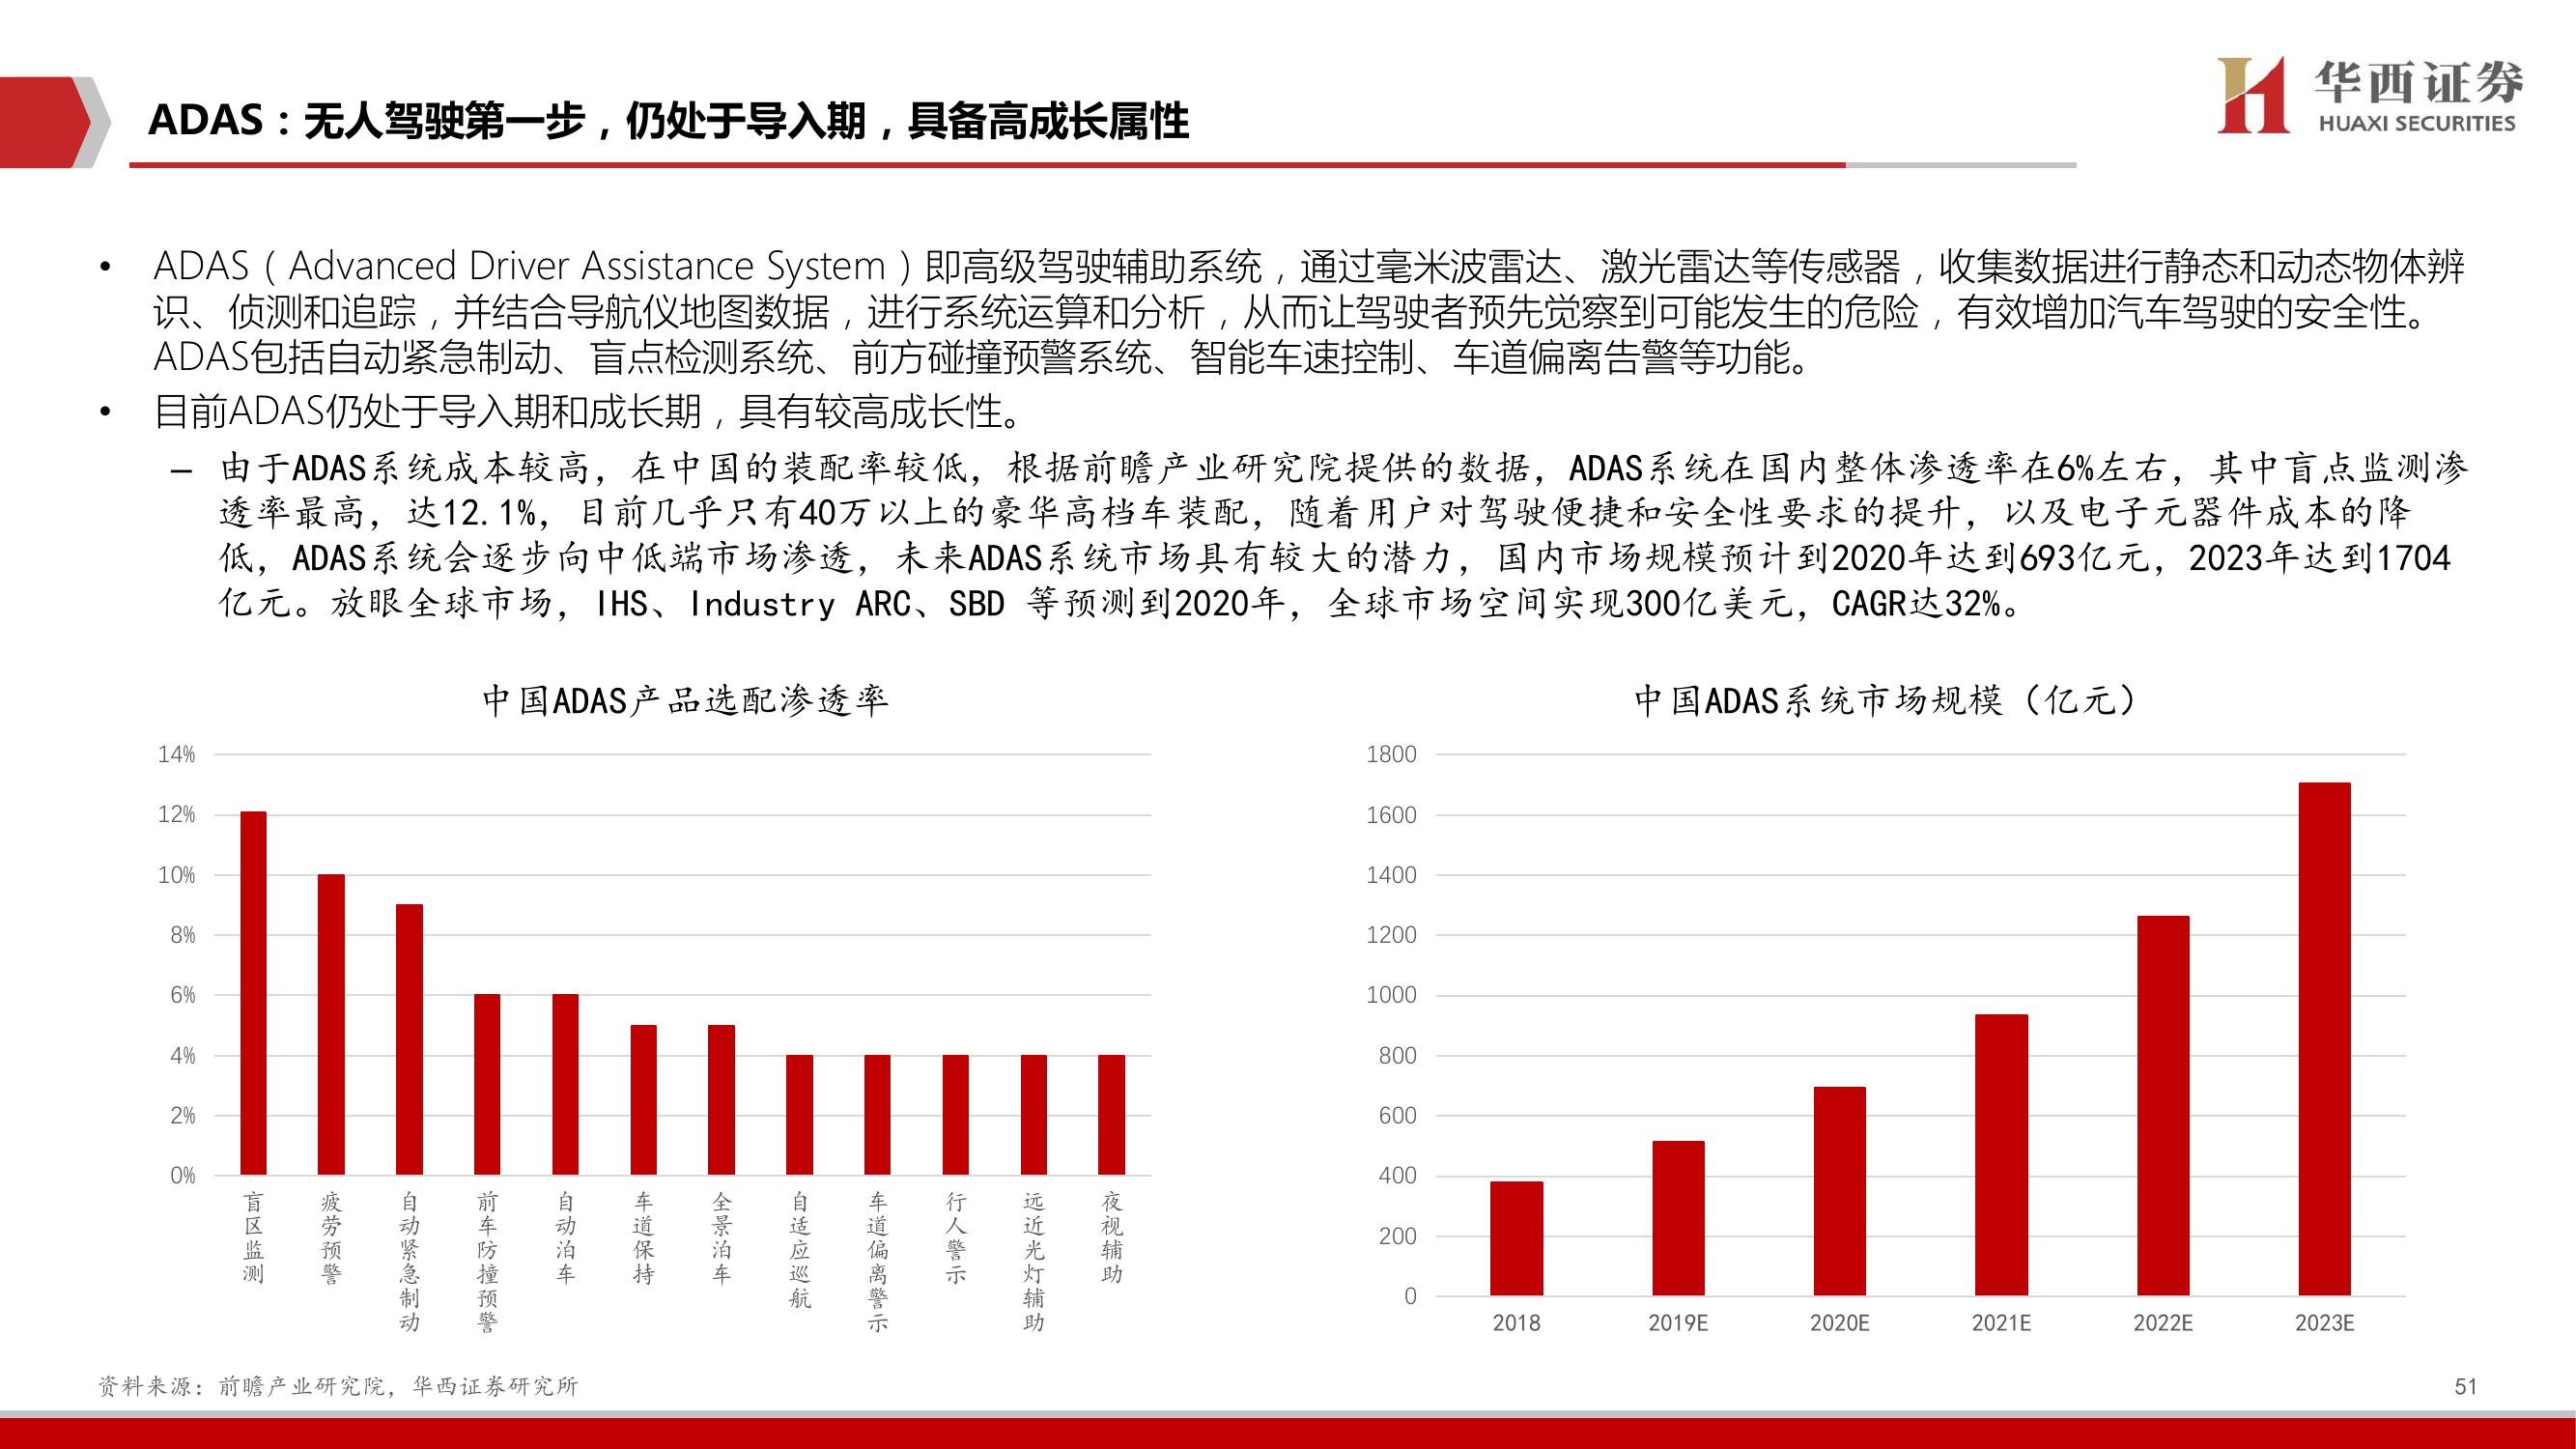 华西证券
HUAXI SECURITIES
ADAS：无人驾驶第一步，仍处于导入期，具备高成长属性
• ADAS（Advanced Driver Assistance System）即高级驾驶辅助系统，通过毫米波雷达、激光雷达等传感器，收集数据进行静态和动态物体辨
识、侦测和追踪，并结合导航仪地图数据，进行系统运算和分析，从而让驾驶者预先觉察到可能发生的危险，有效增加汽车驾驶的安全性。
ADAS包括自动紧急制动、盲点检测系统、前方碰撞预警系统、智能车速控制、车道偏离告警等功能。
• 目前ADAS仍处于导入期和成长期，具有较高成长性。
– 由于ADAS系统成本较高，在中国的装配率较低，根据前瞻产业研究院提供的数据，ADAS系统在国内整体渗透率在6%左右，其中盲点监测渗
透率最高，达12.1%，目前几乎只有40万以上的豪华高档车装配，随着用户对驾驶便捷和安全性要求的提升，以及电子元器件成本的降
低，ADAS系统会逐步向中低端市场渗透，未来ADAS系统市场具有较大的潜力，国内市场规模预计到2020年达到693亿元，2023年达到1704
亿元。放眼全球市场，IHS、Industry ARC、SBD 等预测到2020年，全球市场空间实现300亿美元，CAGR达32%。
中国ADAS产品选配渗透率
14%
12%
10%
8%
6%
4%
2%
0%
盲区监测
疲劳预警
自动紧急制动
前车防撞预警
自动泊车
车道保持
全景泊车
自适应巡航
车道偏离警示
行人警示
远近光灯辅助
夜视辅助
中国ADAS系统市场规模（亿元）
1800
1600
1400
1200
1000
800
600
400
200
0
2018
2019E
2020E
2021E
2022E
2023E
资料来源：前瞻产业研究院，华西证券研究所
51